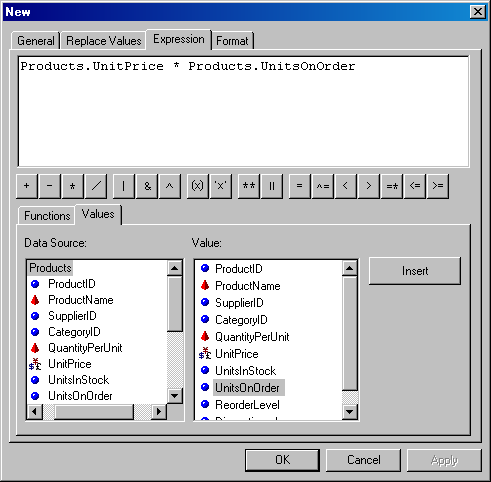 New
General Replace Values Expression Format
Products.UnitPrice * Products.UnitsOnOrder
+ - * / | & ^ (x) 'x' ** || = ^= < > =* <= >=
Functions Values
Data Source: Value:
Products
ProductID
ProductName
SupplierID
CategoryID
QuantityPerUnit
UnitPrice
UnitsInStock
UnitsOnOrder
ProductID
ProductName
SupplierID
CategoryID
QuantityPerUnit
UnitPrice
UnitsInStock
UnitsOnOrder
ReorderLevel
Insert
OK Cancel Apply